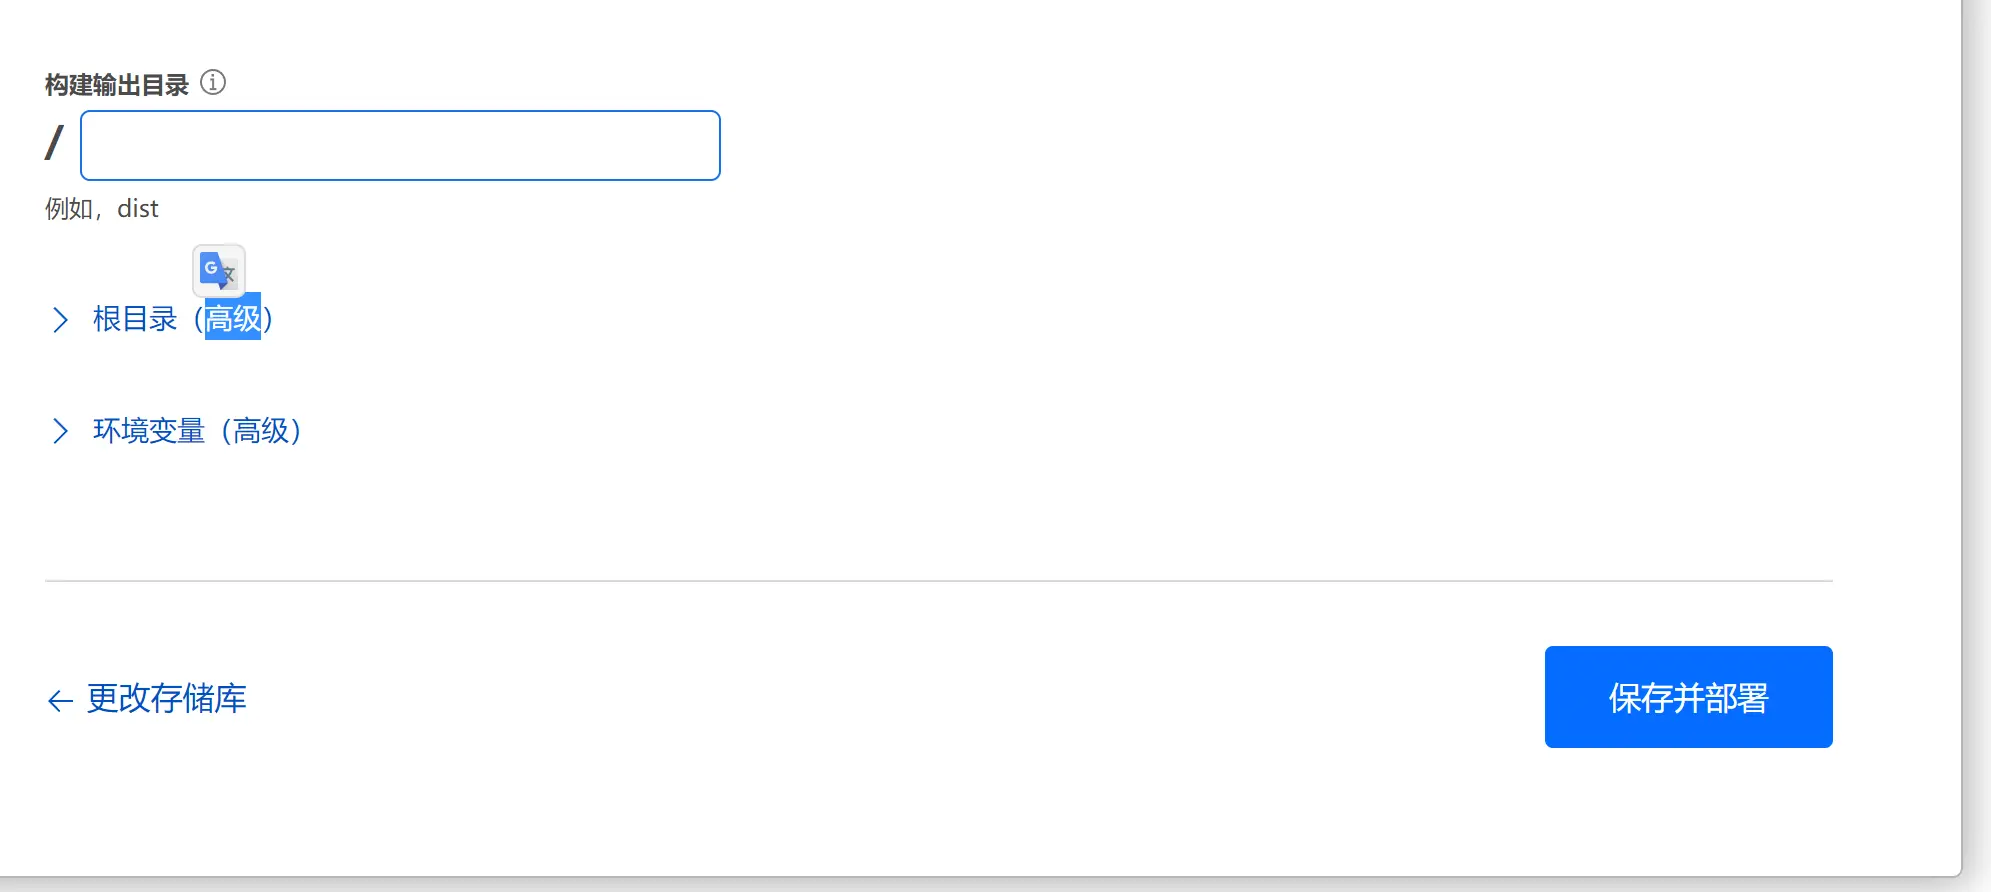 构建输出目录
/
例如，dist
根目录（高级）
环境变量（高级）
← 更改存储库
保存并部署